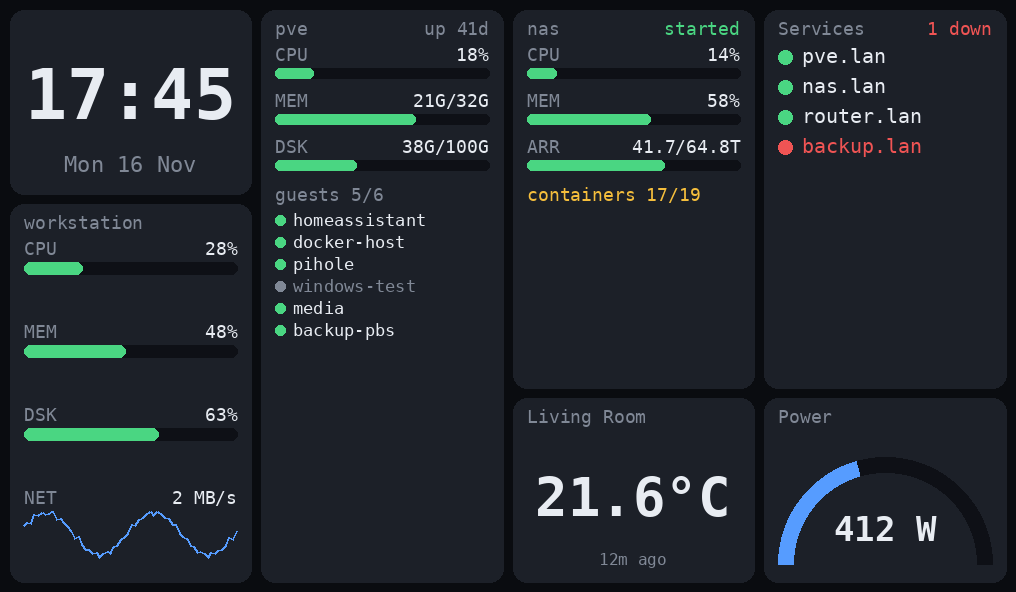 17:45
Mon 16 Nov
workstation
CPU 28%
MEM 48%
DSK 63%
NET 2 MB/s
pve up 41d
CPU 18%
MEM 21G/32G
DSK 38G/100G
guests 5/6
homeassistant
docker-host
pihole
windows-test
media
backup-pbs
nas started
CPU 14%
MEM 58%
ARR 41.7/64.8T
containers 17/19
Living Room
21.6°C
12m ago
Services 1 down
pve.lan
nas.lan
router.lan
backup.lan
Power
412 W